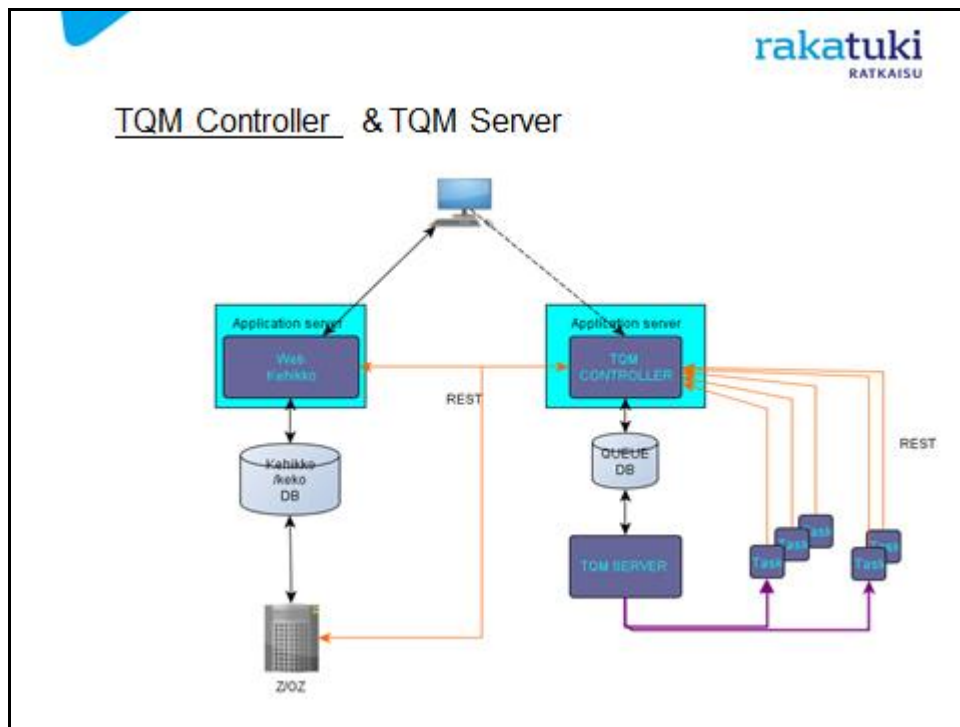 rakatuki
RATKAISU
TQM Controller & TQM Server
Application server
Web
Kehikko
Application server
TQM
CONTROLLER
REST
REST
Kehikko
/keko
DB
QUEUE
DB
TQM SERVER
Task
Task
Task
Task
Task
Z/OZ